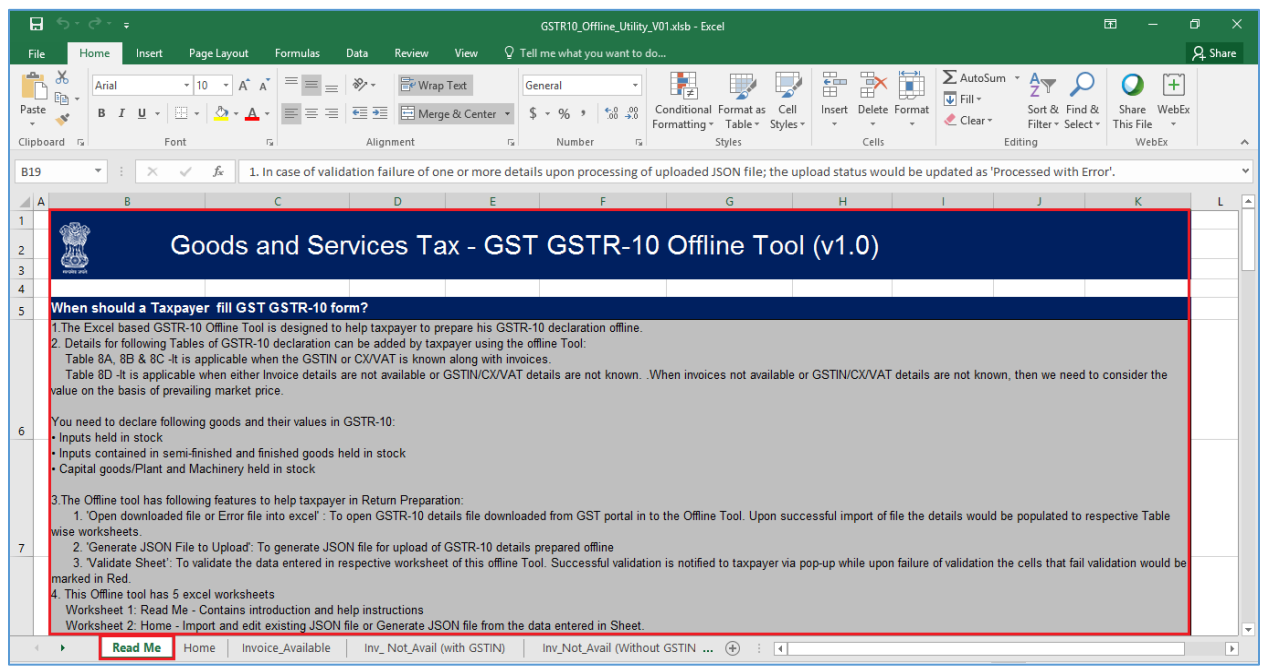 GSTR10_Offline_Utility_V01.xlsb - Excel
File Home Insert Page Layout Formulas Data Review View Tell me what you want to do... Share
Paste
Clipboard
Arial 10 A A
B I U A
Font
Wrap Text
Merge & Center
Alignment
General
$ % ,
Number
Conditional Formatting
Format as Table
Cell Styles
Styles
Insert Delete Format
Cells
AutoSum
Fill
Clear
Sort & Filter
Find & Select
Editing
Share This File
WebEx
WebEx
B19 fx 1. In case of validation failure of one or more details upon processing of uploaded JSON file; the upload status would be updated as 'Processed with Error'.
A B C D E F G H I J K L
1
2
3
4
5
6
7
Goods and Services Tax - GST GSTR-10 Offline Tool (v1.0)
When should a Taxpayer fill GST GSTR-10 form?
1.The Excel based GSTR-10 Offline Tool is designed to help taxpayer to prepare his GSTR-10 declaration offline.
2. Details for following Tables of GSTR-10 declaration can be added by taxpayer using the offline Tool:
Table 8A, 8B & 8C -It is applicable when the GSTIN or CX/VAT is known along with invoices.
Table 8D -It is applicable when either Invoice details are not available or GSTIN/CX/VAT details are not known. .When invoices not available or GSTIN/CX/VAT details are not known, then we need to consider the
value on the basis of prevailing market price.
You need to declare following goods and their values in GSTR-10:
• Inputs held in stock
• Inputs contained in semi-finished and finished goods held in stock
• Capital goods/Plant and Machinery held in stock
3.The Offline tool has following features to help taxpayer in Return Preparation:
1. 'Open downloaded file or Error file into excel' : To open GSTR-10 details file downloaded from GST portal in to the Offline Tool. Upon successful import of file the details would be populated to respective Table
wise worksheets.
2. 'Generate JSON File to Upload': To generate JSON file for upload of GSTR-10 details prepared offline
3. 'Validate Sheet': To validate the data entered in respective worksheet of this offline Tool. Successful validation is notified to taxpayer via pop-up while upon failure of validation the cells that fail validation would be
marked in Red.
4. This Offline tool has 5 excel worksheets
Worksheet 1: Read Me - Contains introduction and help instructions
Worksheet 2: Home - Import and edit existing JSON file or Generate JSON file from the data entered in Sheet.
Read Me Home Invoice_Available Inv_ Not_Avail (with GSTIN) Inv_Not_Avail (Without GSTIN ...